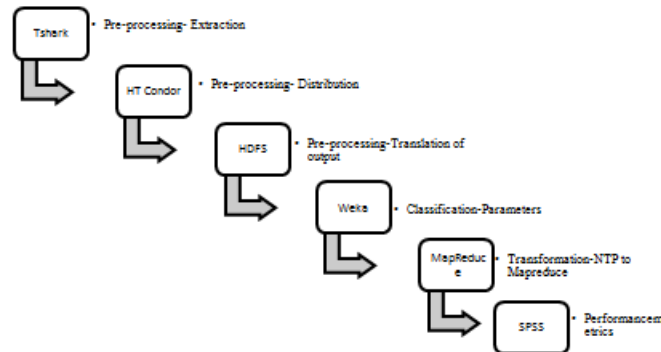 Tshark
• Pre-processing- Extraction
HT Condor
• Pre-processing- Distribution
HDFS
• Pre-processing-Translation of
output
Weka
• Classification-Parameters
MapReduc
e
• Transformation-NTP to
Mapreduce
SPSS
• Performancem
etrics